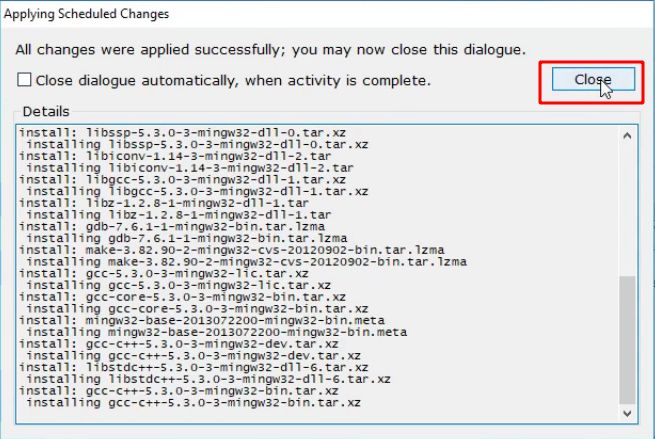 Applying Scheduled Changes
All changes were applied successfully; you may now close this dialogue.
Close dialogue automatically, when activity is complete.
Close
Details
install: libssp-5.3.0-3-mingw32-dll-0.tar.xz
installing libssp-5.3.0-3-mingw32-dll-0.tar.xz
install: libiconv-1.14-3-mingw32-dll-2.tar
installing libiconv-1.14-3-mingw32-dll-2.tar
install: libgcc-5.3.0-3-mingw32-dll-1.tar.xz
installing libgcc-5.3.0-3-mingw32-dll-1.tar.xz
install: libz-1.2.8-1-mingw32-dll-1.tar
installing libz-1.2.8-1-mingw32-dll-1.tar
install: gdb-7.6.1-1-mingw32-bin.tar.lzma
installing gdb-7.6.1-1-mingw32-bin.tar.lzma
install: make-3.82.90-2-mingw32-cvs-20120902-bin.tar.lzma
installing make-3.82.90-2-mingw32-cvs-20120902-bin.tar.lzma
install: gcc-5.3.0-3-mingw32-lic.tar.xz
installing gcc-5.3.0-3-mingw32-lic.tar.xz
install: gcc-core-5.3.0-3-mingw32-bin.tar.xz
installing gcc-core-5.3.0-3-mingw32-bin.tar.xz
install: mingw32-base-2013072200-mingw32-bin.meta
installing mingw32-base-2013072200-mingw32-bin.meta
install: gcc-c++-5.3.0-3-mingw32-dev.tar.xz
installing gcc-c++-5.3.0-3-mingw32-dev.tar.xz
install: libstdc++-5.3.0-3-mingw32-dll-6.tar.xz
installing libstdc++-5.3.0-3-mingw32-dll-6.tar.xz
install: gcc-c++-5.3.0-3-mingw32-bin.tar.xz
installing gcc-c++-5.3.0-3-mingw32-bin.tar.xz